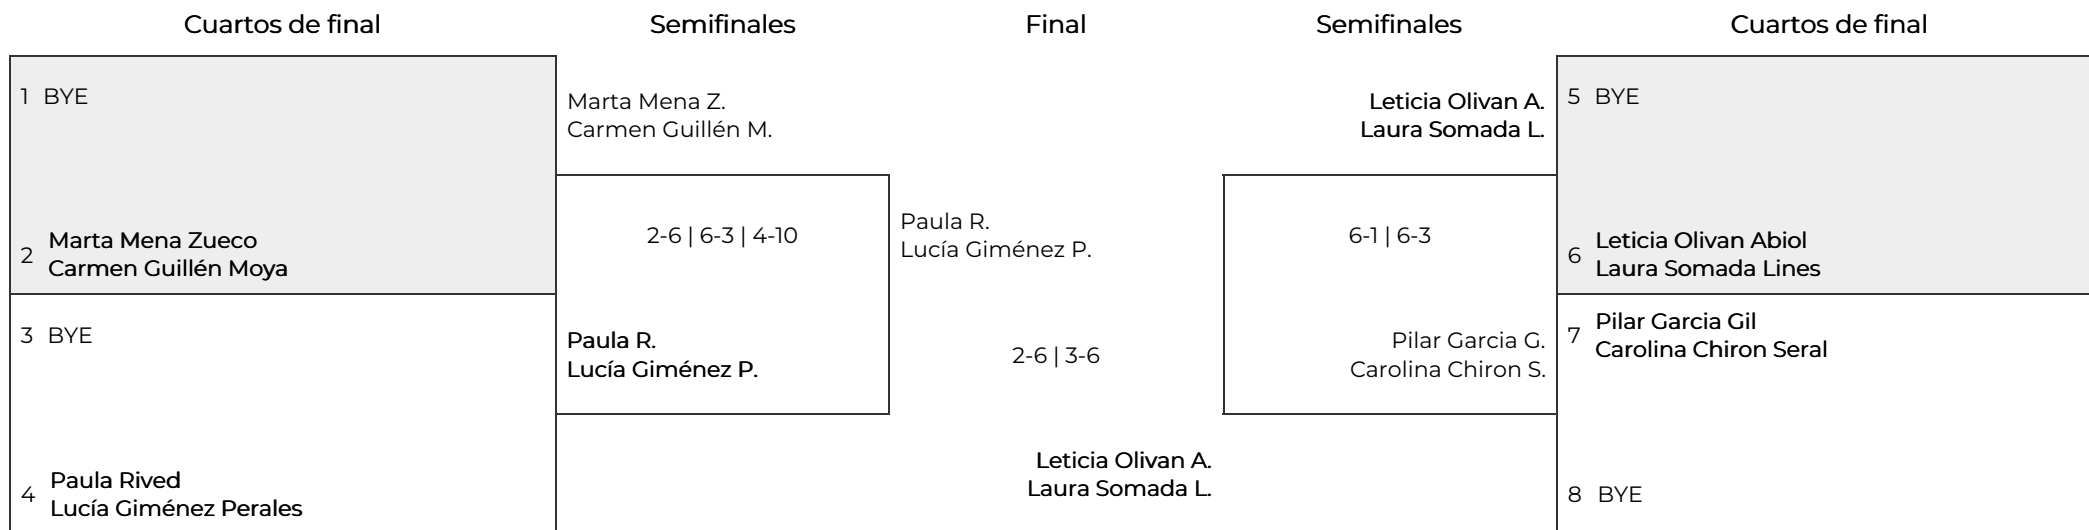 Cuartos de final
Semifinales
Final
Semifinales
Cuartos de final
1 BYE
2 Marta Mena Zueco
Carmen Guillén Moya
3 BYE
4 Paula Rived
Lucía Giménez Perales
Marta Mena Z.
Carmen Guillén M.
2-6 | 6-3 | 4-10
Paula R.
Lucía Giménez P.
Paula R.
Lucía Giménez P.
2-6 | 3-6
Leticia Olivan A.
Laura Somada L.
Leticia Olivan A.
Laura Somada L.
6-1 | 6-3
Pilar Garcia G.
Carolina Chiron S.
5 BYE
6 Leticia Olivan Abiol
Laura Somada Lines
7 Pilar Garcia Gil
Carolina Chiron Seral
8 BYE